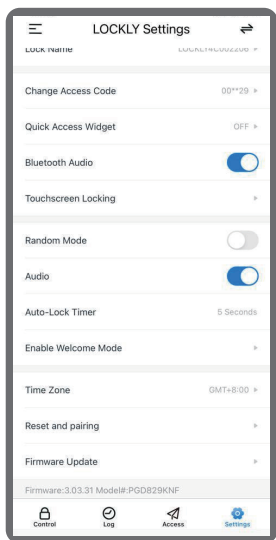 LOCKLY Settings
Lock Name LOCKLY4C002206
Change Access Code 00**29
Quick Access Widget OFF
Bluetooth Audio
Touchscreen Locking
Random Mode
Audio
Auto-Lock Timer 5 Seconds
Enable Welcome Mode
Time Zone GMT+8:00
Reset and pairing
Firmware Update
Firmware:3.03.31 Model#:PGD829KNF
Control Log Access Settings